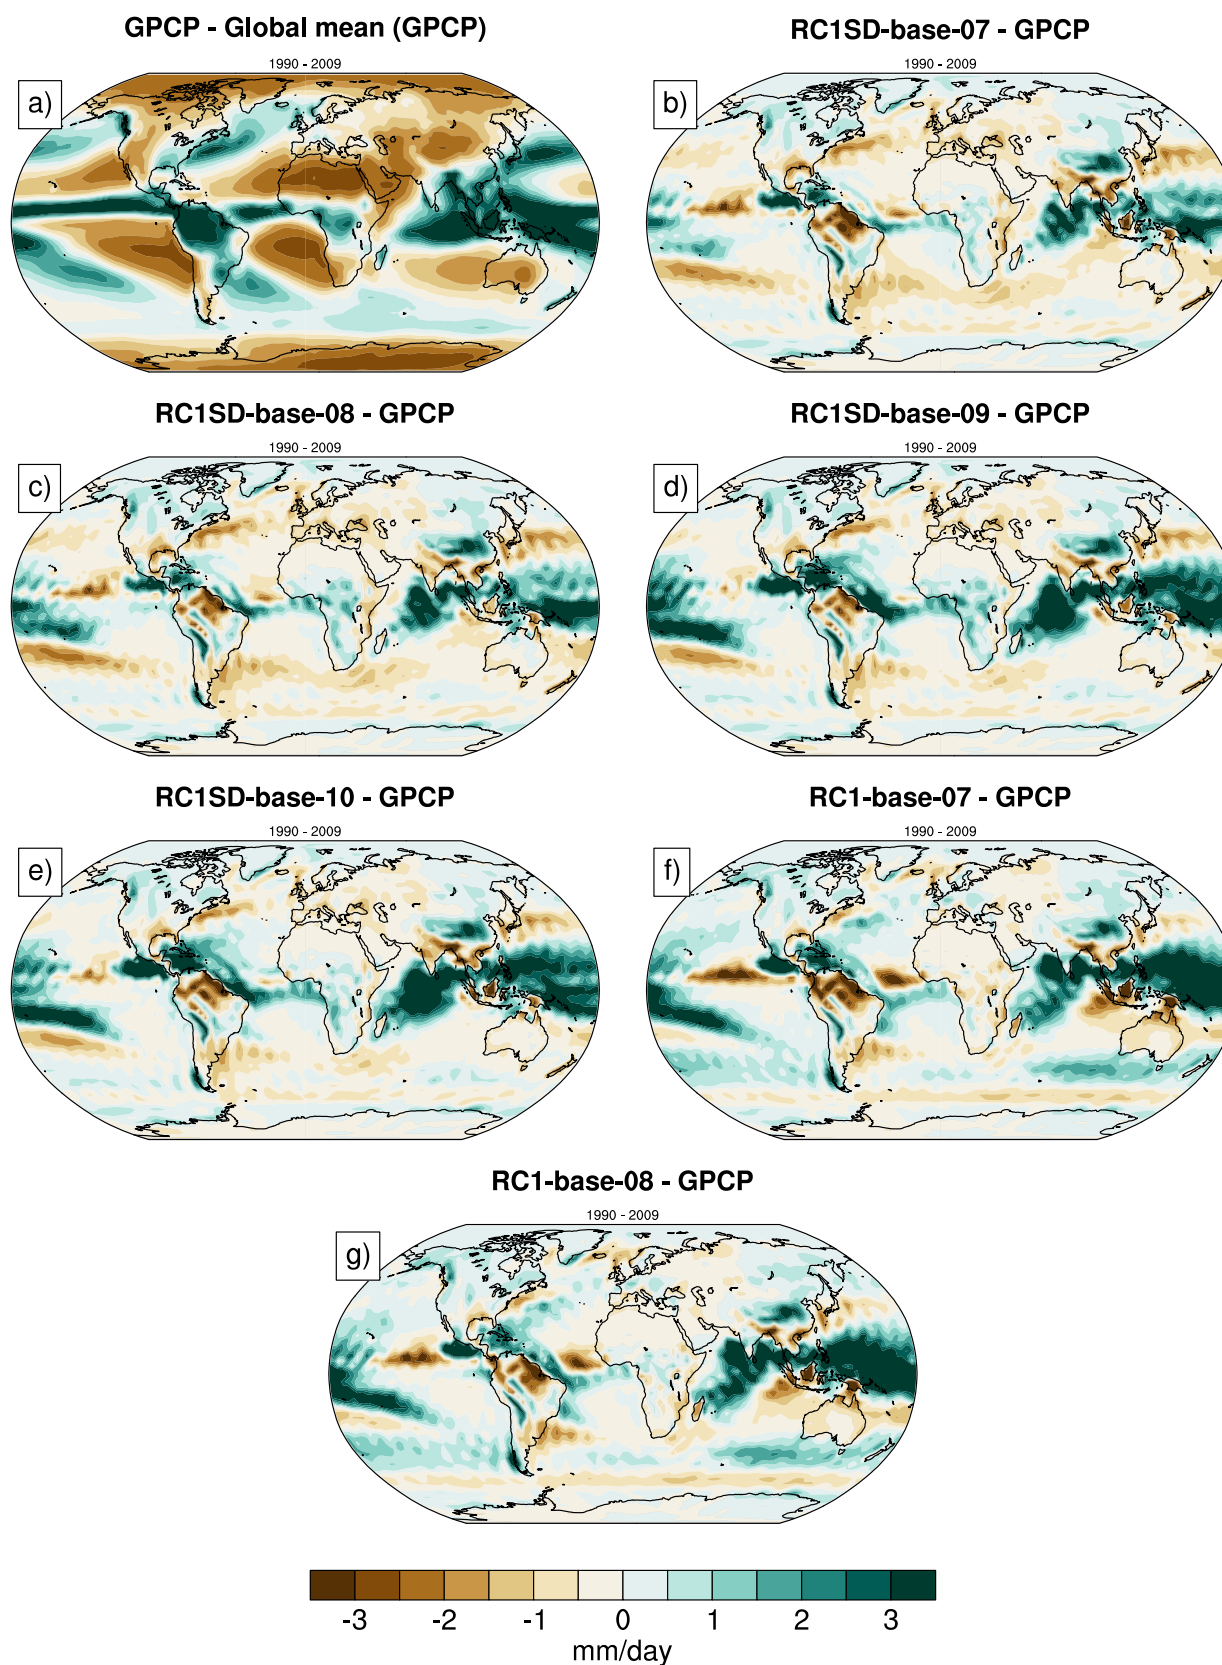 GPCP - Global mean (GPCP)
1990 - 2009
a)
RC1SD-base-07 - GPCP
1990 - 2009
b)
RC1SD-base-08 - GPCP
1990 - 2009
c)
RC1SD-base-09 - GPCP
1990 - 2009
d)
RC1SD-base-10 - GPCP
1990 - 2009
e)
RC1-base-07 - GPCP
1990 - 2009
f)
RC1-base-08 - GPCP
1990 - 2009
g)
-3 -2 -1 0 1 2 3
mm/day